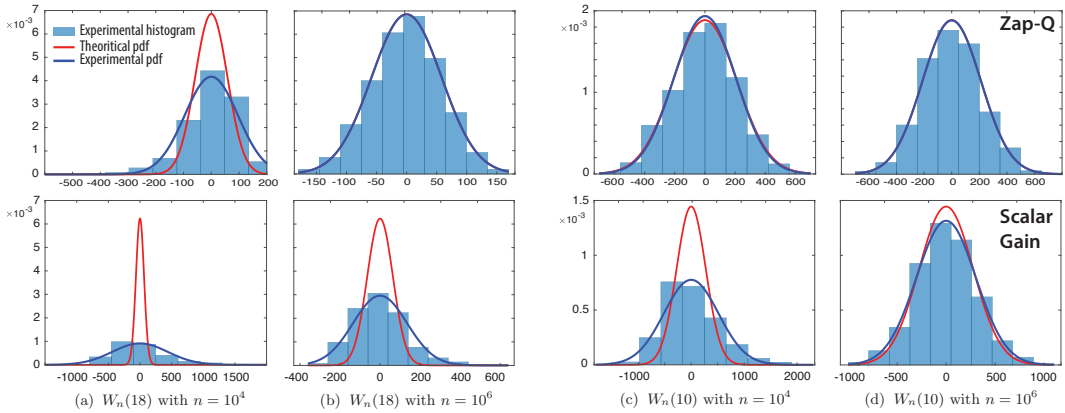 ×10⁻³
7
6
5
4
3
2
1
0
Experimental histogram
Theoritical pdf
Experimental pdf
-500 -400 -300 -200 -100 0 100 200
-150 -100 -50 0 50 100 150
×10⁻³
2
1
0
-600 -400 -200 0 200 400 600
-600 -400 -200 0 200 400 600
Zap-Q
×10⁻³
7
6
5
4
3
2
1
0
-1000 -500 0 500 1000 1500
-400 -200 0 200 400 600
1.5
×10⁻³
1
0.5
0
-1000 0 1000 2000
-1000 -500 0 500 1000
Scalar
Gain
(a) Wₙ(18) with n = 10⁴
(b) Wₙ(18) with n = 10⁶
(c) Wₙ(10) with n = 10⁴
(d) Wₙ(10) with n = 10⁶